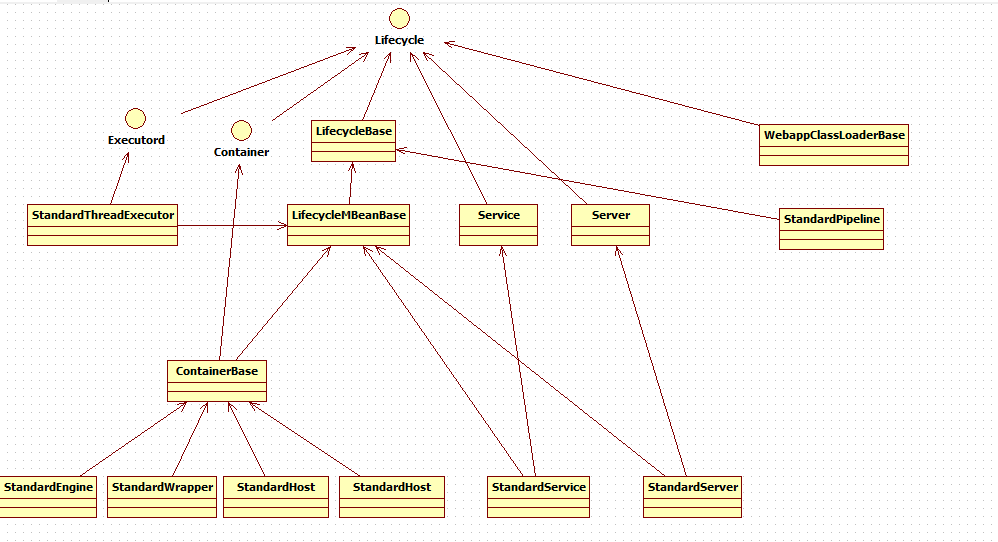 Lifecycle
Executord
Container
LifecycleBase
WebappClassLoaderBase
StandardThreadExecutor
LifecycleMBeanBase
Service
Server
StandardPipeline
ContainerBase
StandardEngine
StandardWrapper
StandardHost
StandardHost
StandardService
StandardServer